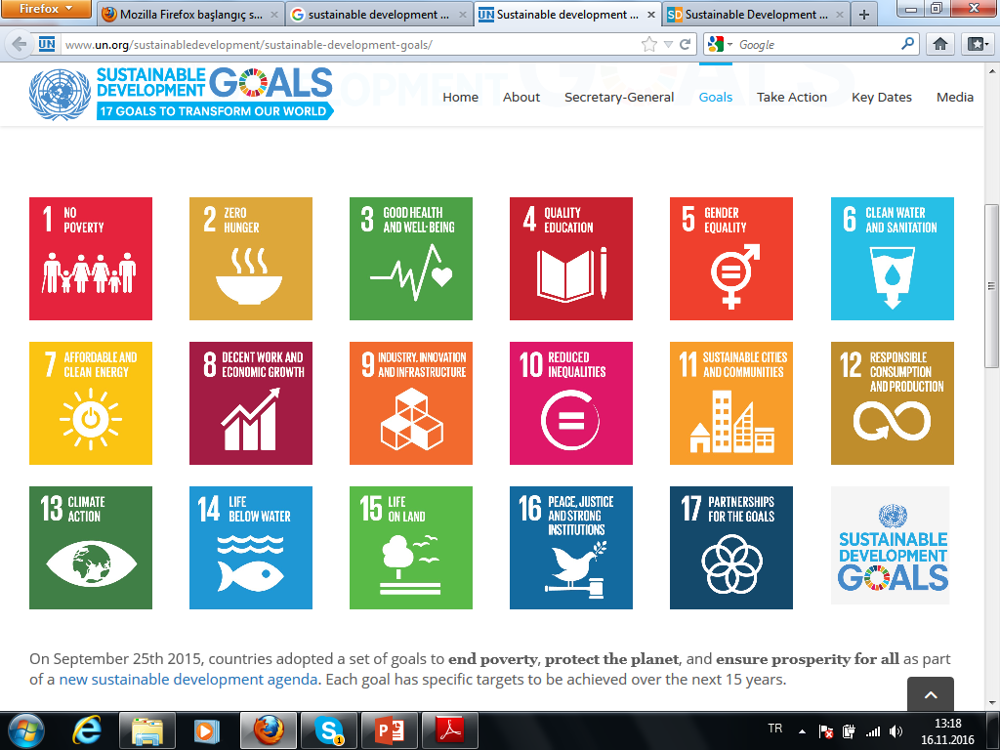 Firefox
Mozilla Firefox başlangıç s...
sustainable development ...
UN Sustainable development ...
SD Sustainable Development ...
UN www.un.org/sustainabledevelopment/sustainable-development-goals/
Google
SUSTAINABLE
DEVELOPMENT
GOALS
17 GOALS TO TRANSFORM OUR WORLD
Home About Secretary-General Goals Take Action Key Dates Media
1 NO
POVERTY
2 ZERO
HUNGER
3 GOOD HEALTH
AND WELL-BEING
4 QUALITY
EDUCATION
5 GENDER
EQUALITY
6 CLEAN WATER
AND SANITATION
7 AFFORDABLE AND
CLEAN ENERGY
8 DECENT WORK AND
ECONOMIC GROWTH
9 INDUSTRY, INNOVATION
AND INFRASTRUCTURE
10 REDUCED
INEQUALITIES
11 SUSTAINABLE CITIES
AND COMMUNITIES
12 RESPONSIBLE
CONSUMPTION
AND PRODUCTION
13 CLIMATE
ACTION
14 LIFE
BELOW WATER
15 LIFE
ON LAND
16 PEACE, JUSTICE
AND STRONG
INSTITUTIONS
17 PARTNERSHIPS
FOR THE GOALS
SUSTAINABLE
DEVELOPMENT
GOALS
On September 25th 2015, countries adopted a set of goals to end poverty, protect the planet, and ensure prosperity for all as part
of a new sustainable development agenda. Each goal has specific targets to be achieved over the next 15 years.
1
TR
13:18
16.11.2016